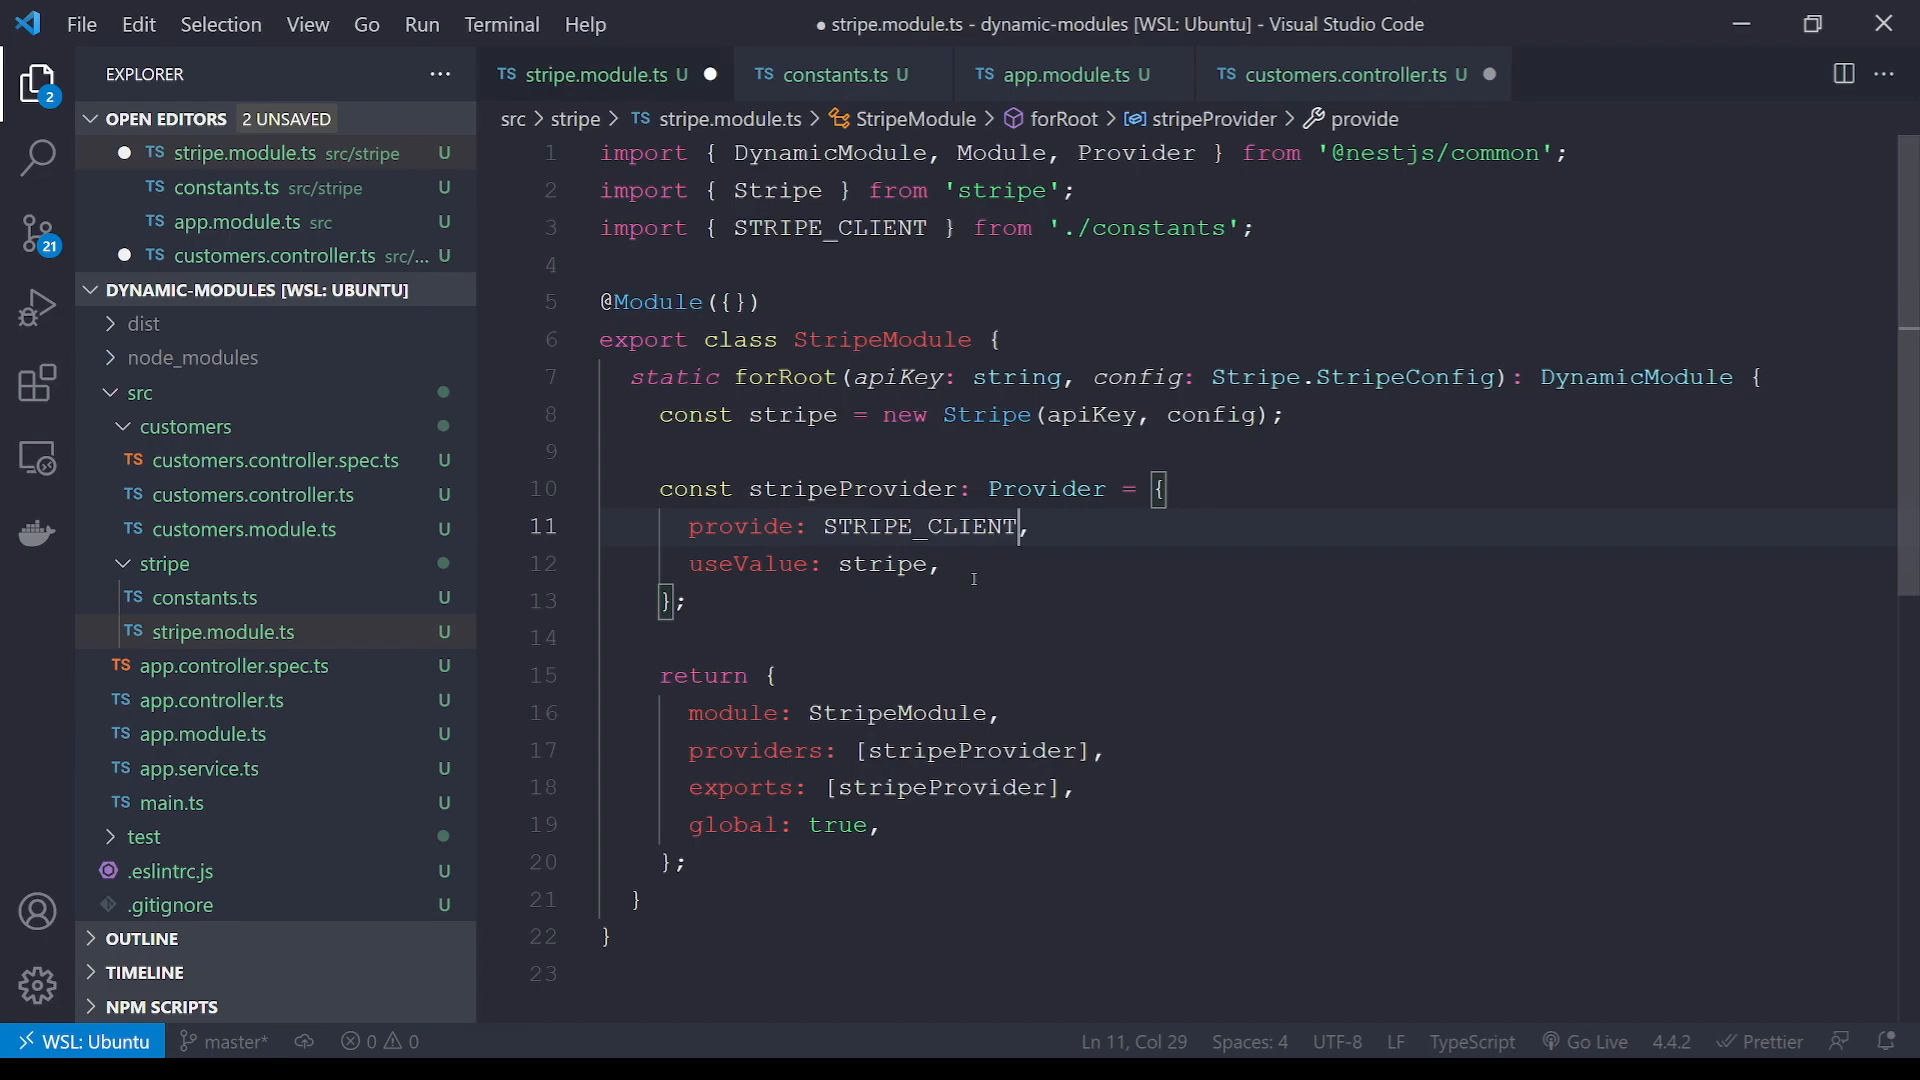 File Edit Selection View Go Run Terminal Help
● stripe.module.ts - dynamic-modules [WSL: Ubuntu] - Visual Studio Code
EXPLORER ···
TS stripe.module.ts U ●
TS constants.ts U
TS app.module.ts U
TS customers.controller.ts U ●
OPEN EDITORS 2 UNSAVED
TS stripe.module.ts src/stripe U
TS constants.ts src/stripe U
TS app.module.ts src U
TS customers.controller.ts src/... U
DYNAMIC-MODULES [WSL: UBUNTU]
dist
node_modules
src
customers
TS customers.controller.spec.ts U
TS customers.controller.ts U
TS customers.module.ts U
stripe
TS constants.ts U
TS stripe.module.ts U
TS app.controller.spec.ts U
TS app.controller.ts U
TS app.module.ts U
TS app.service.ts U
TS main.ts U
test
.eslintrc.js U
.gitignore U
OUTLINE
TIMELINE
NPM SCRIPTS
2
21
src > stripe > TS stripe.module.ts > StripeModule > forRoot > stripeProvider > provide
1 import { DynamicModule, Module, Provider } from '@nestjs/common';
2 import { Stripe } from 'stripe';
3 import { STRIPE_CLIENT } from './constants';
4
5 @Module({})
6 export class StripeModule {
7 static forRoot(apiKey: string, config: Stripe.StripeConfig): DynamicModule {
8 const stripe = new Stripe(apiKey, config);
9
10 const stripeProvider: Provider = {
11 provide: STRIPE_CLIENT,
12 useValue: stripe,
13 };
14
15 return {
16 module: StripeModule,
17 providers: [stripeProvider],
18 exports: [stripeProvider],
19 global: true,
20 };
21 }
22 }
23
WSL: Ubuntu master* 0 0 Ln 11, Col 29 Spaces: 4 UTF-8 LF TypeScript Go Live 4.4.2 Prettier